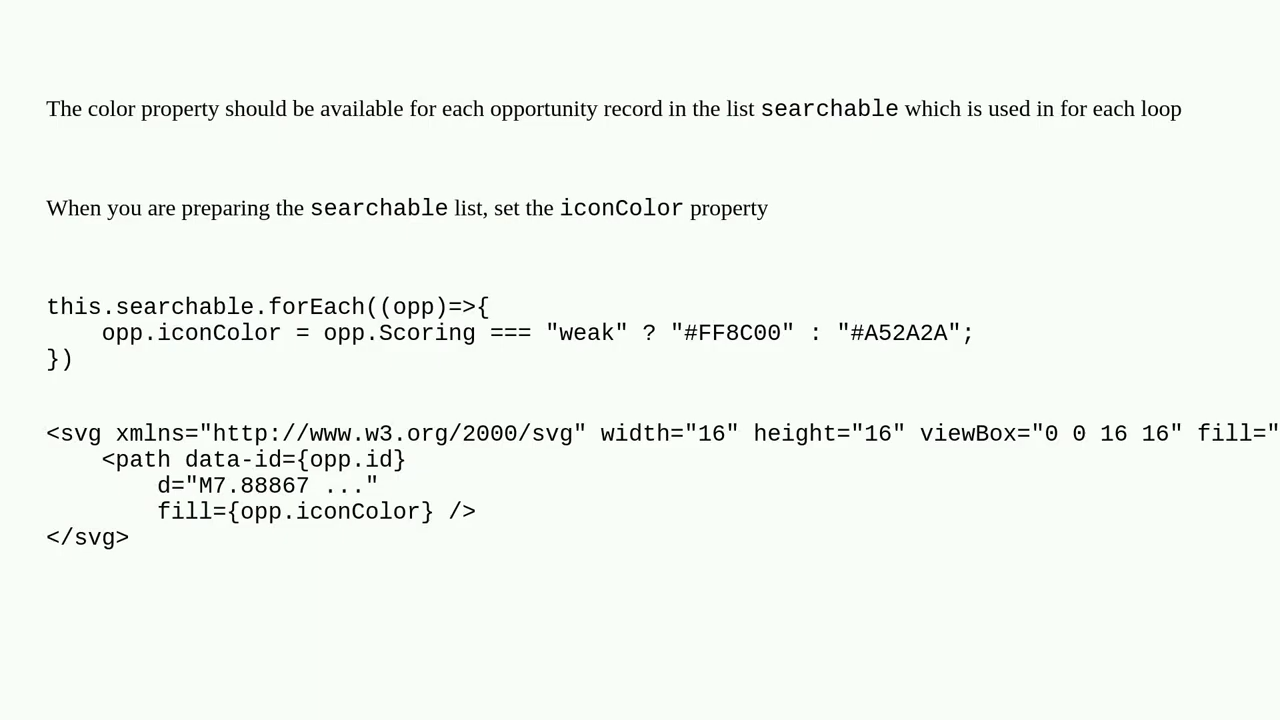 The color property should be available for each opportunity record in the list searchable which is used in for each loop
When you are preparing the searchable list, set the iconColor property
this.searchable.forEach((opp)=>{
    opp.iconColor = opp.Scoring === "weak" ? "#FF8C00" : "#A52A2A";
})
<svg xmlns="http://www.w3.org/2000/svg" width="16" height="16" viewBox="0 0 16 16" fill="
    <path data-id={opp.id}
        d="M7.88867 ..."
        fill={opp.iconColor} />
</svg>